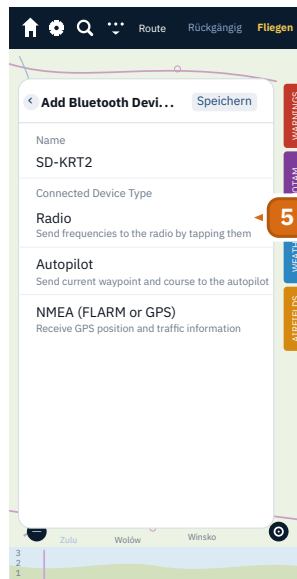 Route Rückgängig Fliegen
Add Bluetooth Devi...
Speichern
Name
SD-KRT2
Connected Device Type
Radio
Send frequencies to the radio by tapping them
5
Autopilot
Send current waypoint and course to the autopilot
NMEA (FLARM or GPS)
Receive GPS position and traffic information
WARNINGS
OTAM
WEATH
AIRFIELDS
Zulu
Wołów
Winsko
3
2
1